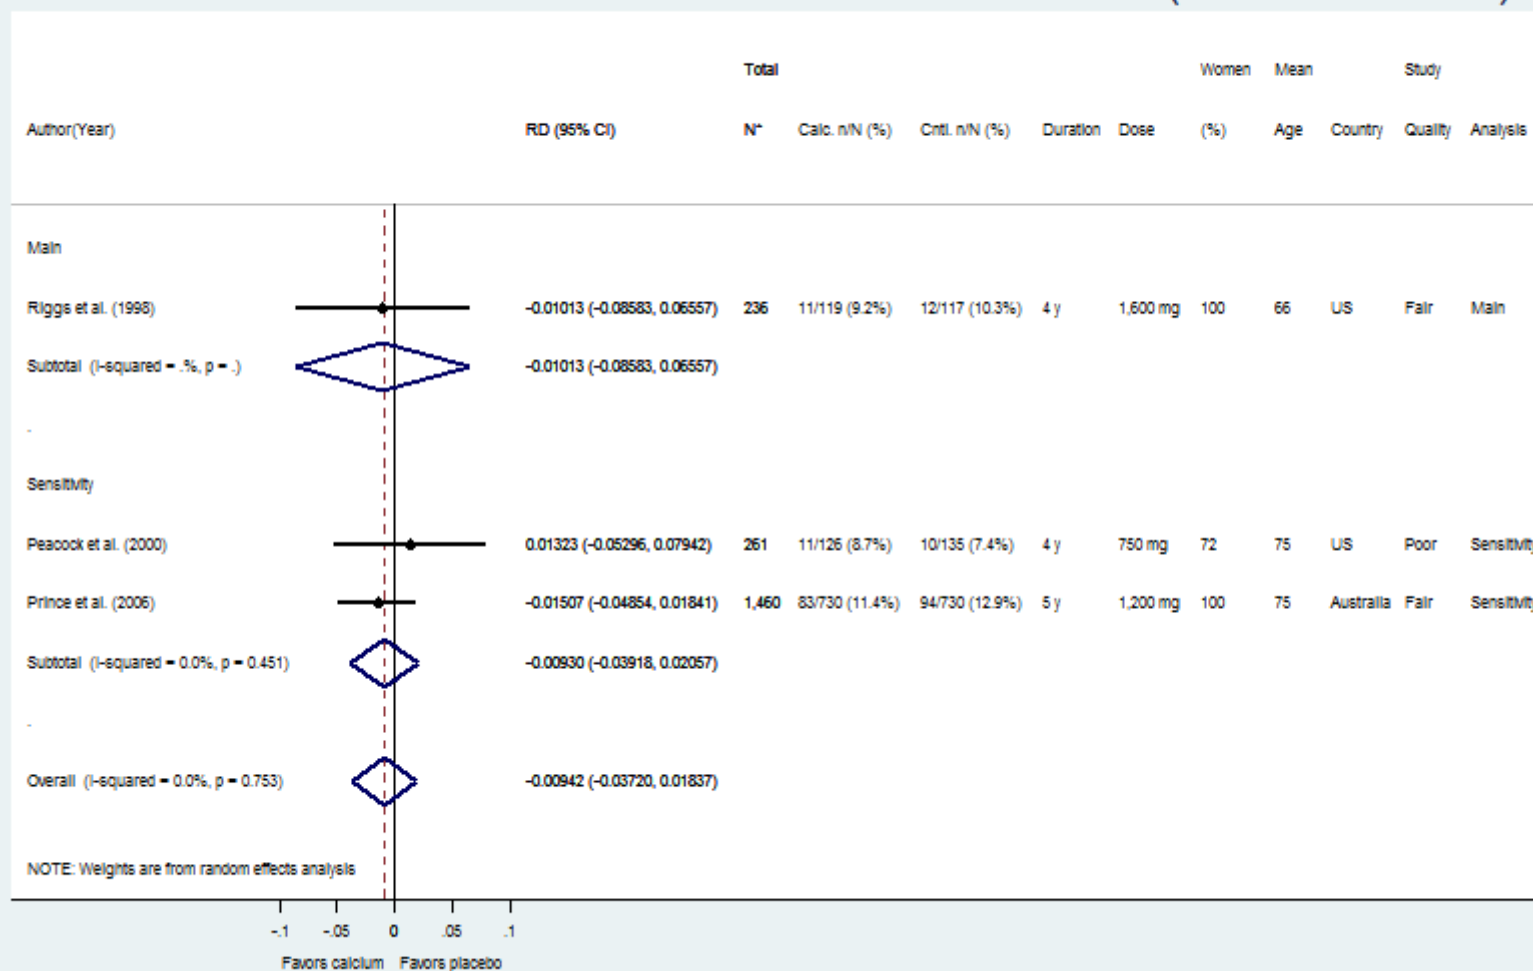 Total Women Mean Study
Author(Year) RD (95% CI) N* Calc. n/N (%) Cntl. n/N (%) Duration Dose (%) Age Country Quality Analysis
Main
Riggs et al. (1998) -0.01013 (-0.08583, 0.06557) 236 11/119 (9.2%) 12/117 (10.3%) 4 y 1,600 mg 100 66 US Fair Main
Subtotal (I-squared = .%, p = .) -0.01013 (-0.08583, 0.06557)
.
Sensitivity
Peacock et al. (2000) 0.01323 (-0.05296, 0.07942) 261 11/126 (8.7%) 10/135 (7.4%) 4 y 750 mg 72 75 US Poor Sensitivity
Prince et al. (2006) -0.01507 (-0.04854, 0.01841) 1,460 83/730 (11.4%) 94/730 (12.9%) 5 y 1,200 mg 100 75 Australia Fair Sensitivity
Subtotal (I-squared = 0.0%, p = 0.451) -0.00930 (-0.03918, 0.02057)
.
Overall (I-squared = 0.0%, p = 0.753) -0.00942 (-0.03720, 0.01837)
NOTE: Weights are from random effects analysis
-.1 -.05 0 .05 .1
Favors calcium Favors placebo